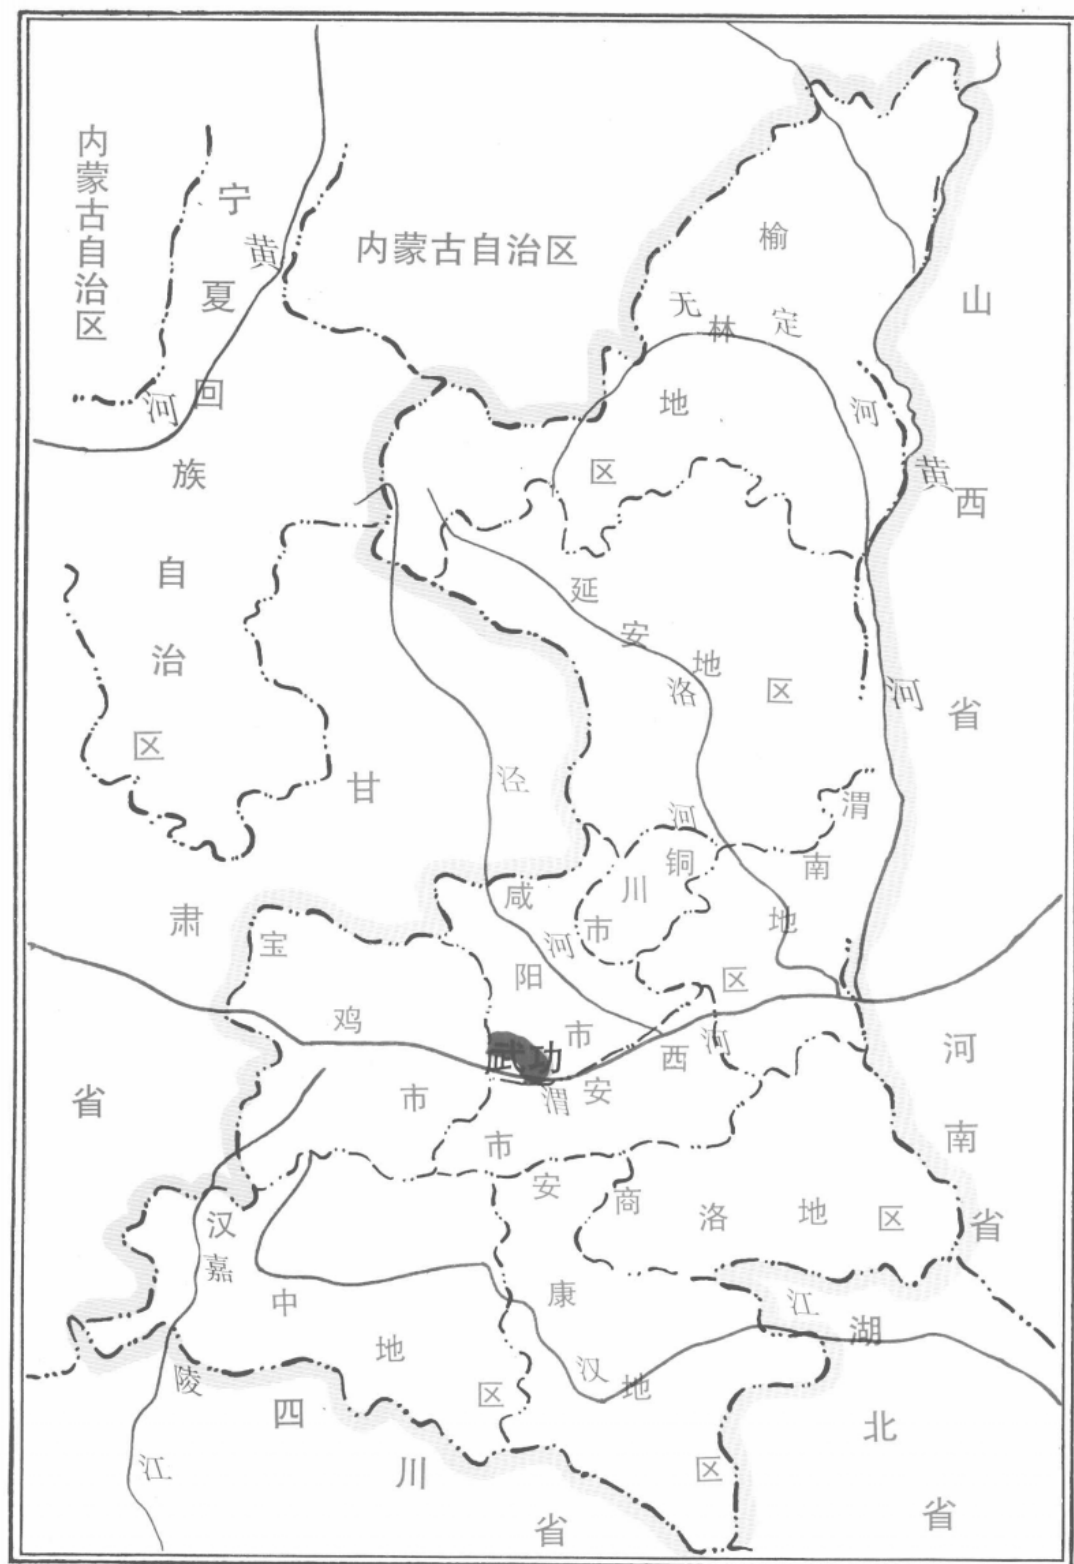 内蒙古自治区
宁夏回族自治区
黄河
内蒙古自治区
榆林地区
无定河
山西省
黄河
延安地区
洛河
泾河
甘肃省
渭南地区
铜川市
咸阳市
宝鸡市
武功
渭河
西安市
河南省
汉中地区
安康地区
商洛地区
嘉陵江
汉江
湖北省
四川省